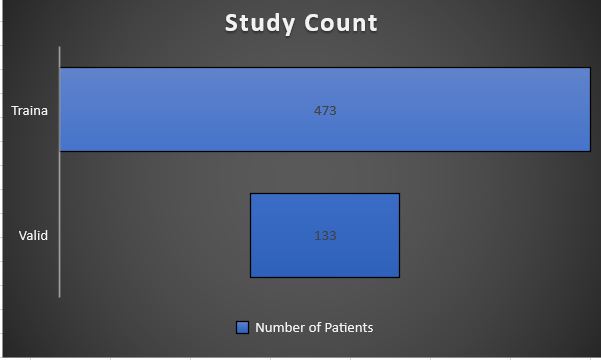 Study Count
Traina
473
Valid
133
Number of Patients